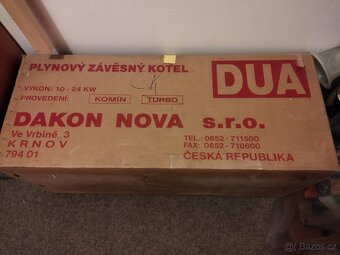 PLYNOVÝ ZÁVĚSNÝ KOTEL
DUA
VÝKON: 10 - 24 KW
PROVEDENÍ: KOMÍN TURBO
DAKON NOVA s.r.o.
Ve Vrbině 3
KRNOV
794 01
TEL.: 0652 - 711500
FAX: 0652 - 710600
ČESKÁ REPUBLIKA
Bazoš.cz